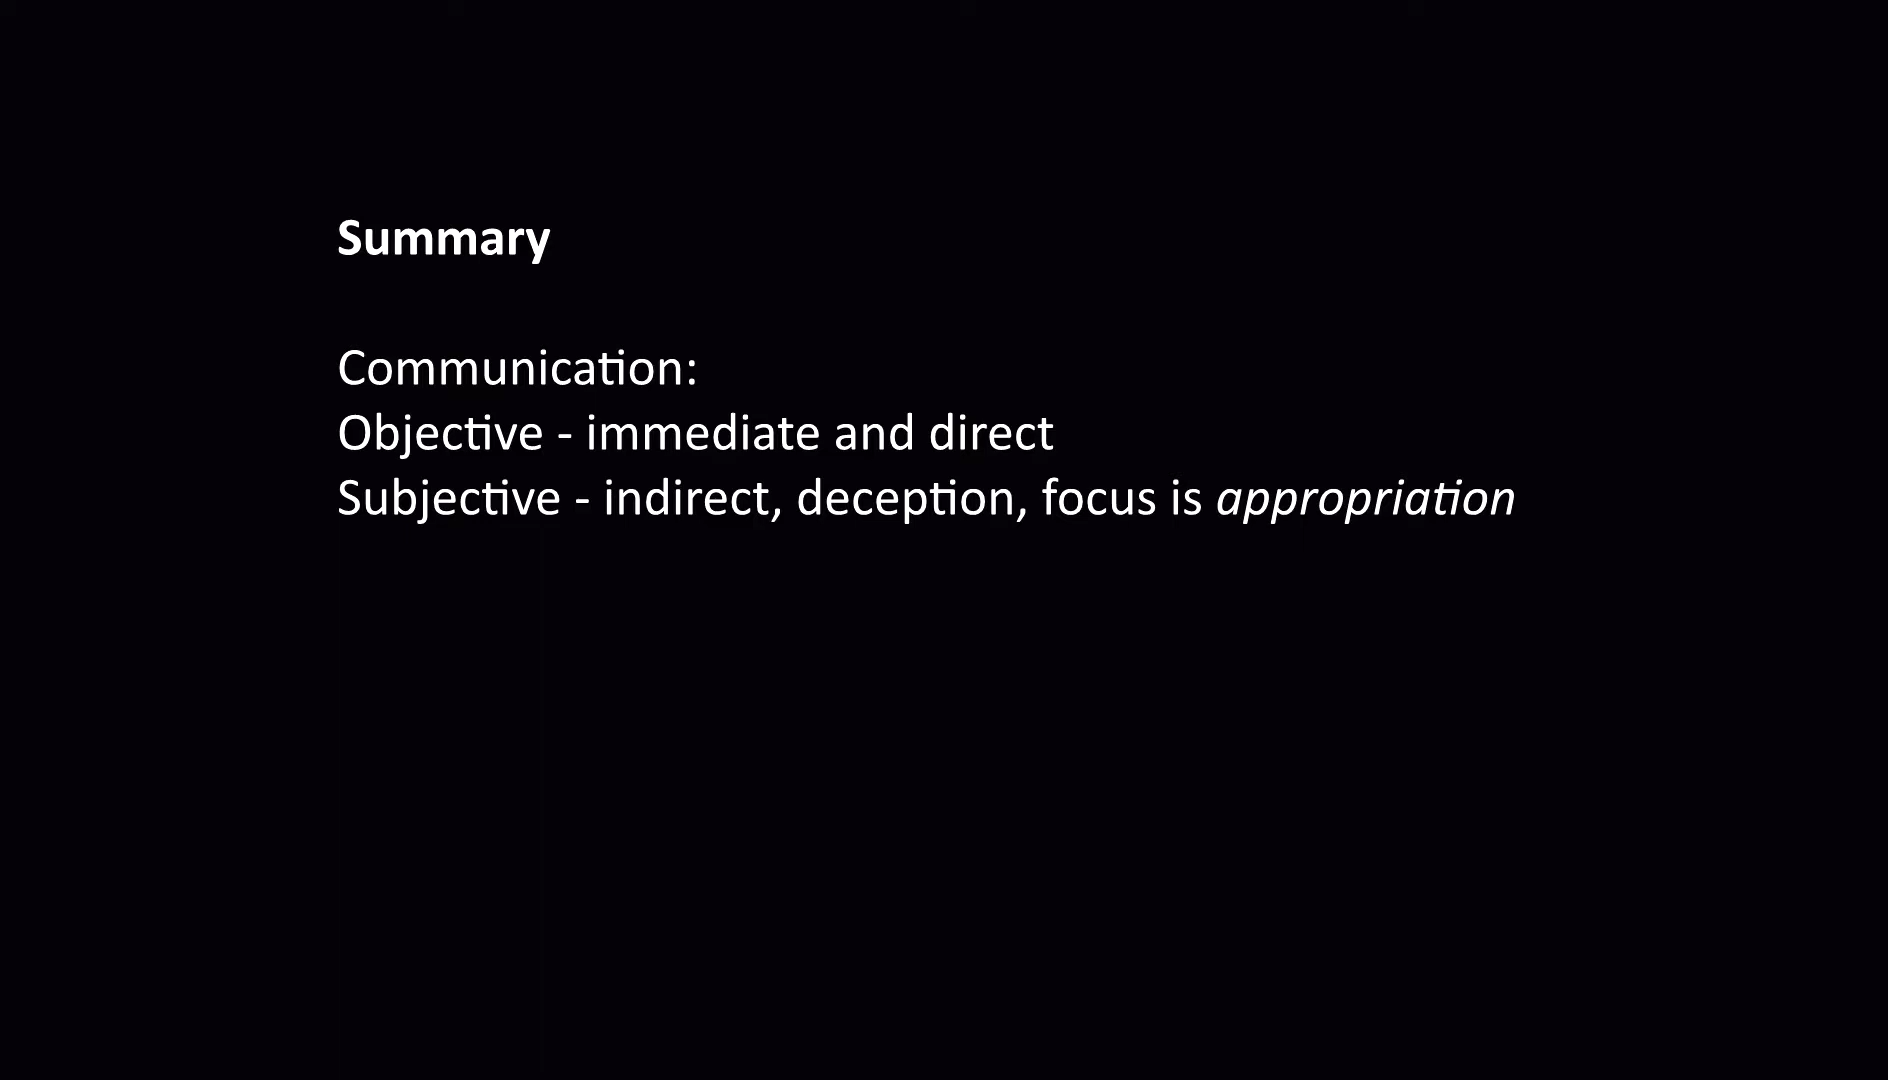 Summary
Communication:
Objective - immediate and direct
Subjective - indirect, deception, focus is appropriation